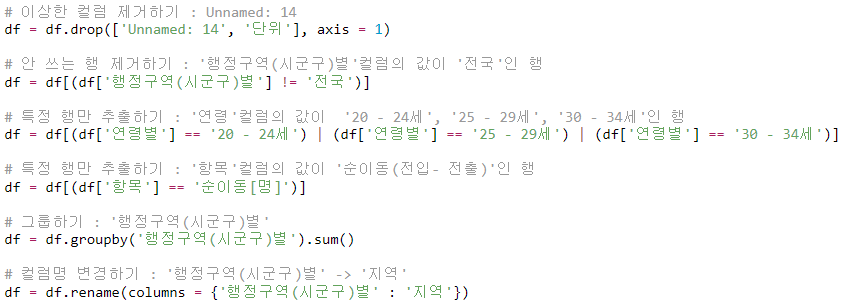 # 이상한 컬럼 제거하기 : Unnamed: 14
df = df.drop(['Unnamed: 14', '단위'], axis = 1)
# 안 쓰는 행 제거하기 : '행정구역(시군구)별'컬럼의 값이 '전국'인 행
df = df[(df['행정구역(시군구)별'] != '전국')]
# 특정 행만 추출하기 : '연령'컬럼의 값이  '20 - 24세', '25 - 29세', '30 - 34세'인 행
df = df[(df['연령별'] == '20 - 24세') | (df['연령별'] == '25 - 29세') | (df['연령별'] == '30 - 34세')]
# 특정 행만 추출하기 : '항목'컬럼의 값이 '순이동(전입- 전출)'인 행
df = df[(df['항목'] == '순이동[명]')]
# 그룹하기 : '행정구역(시군구)별'
df = df.groupby('행정구역(시군구)별').sum()
# 컬럼명 변경하기 : '행정구역(시군구)별' -> '지역'
df = df.rename(columns = {'행정구역(시군구)별' : '지역'})